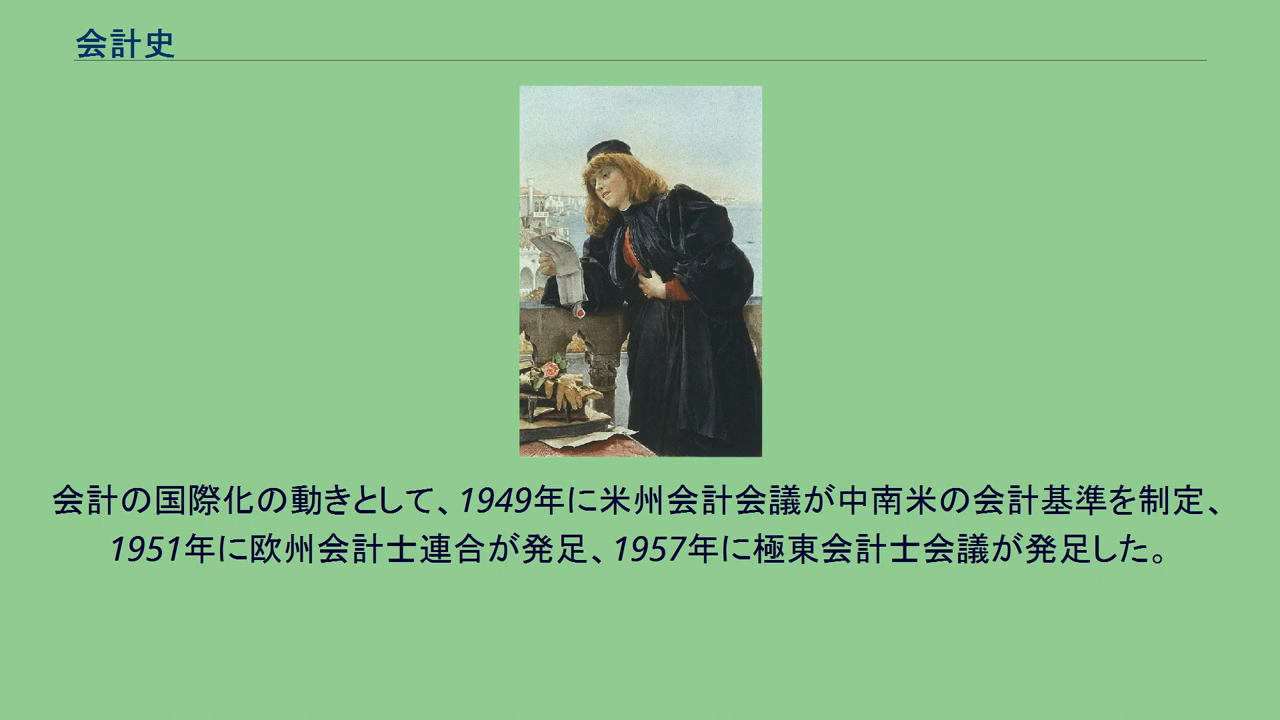 会計史
会計の国際化の動きとして、1949年に米州会計会議が中南米の会計基準を制定、
1951年に欧州会計士連合が発足、1957年に極東会計士会議が発足した。